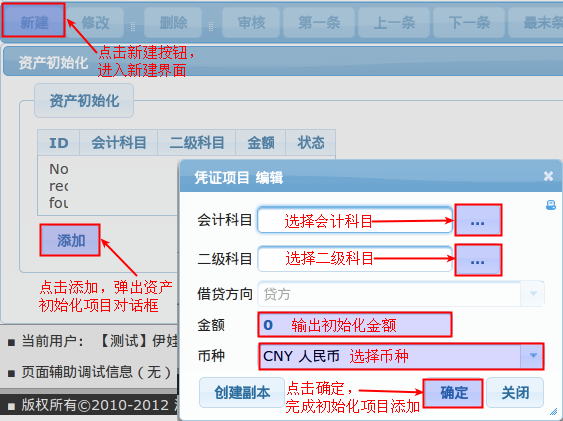 新建 修改 删除 审核 第一条 上一条 下一条 最末条
点击新建按钮，
进入新建界面
资产初始化
资产初始化
ID 会计科目 二级科目 金额 状态
No
rec
fou
添加
点击添加，弹出资产
初始化项目对话框
凭证项目 编辑
会计科目 选择会计科目 ...
二级科目 选择二级科目 ...
借贷方向 贷方
金额 0 输出初始化金额
币种 CNY 人民币 选择币种
创建副本 点击确定，
完成初始化项目添加 确定 关闭
当前用户: 【测试】伊娃
页面辅助调试信息（无）
版权所有©2010-2012